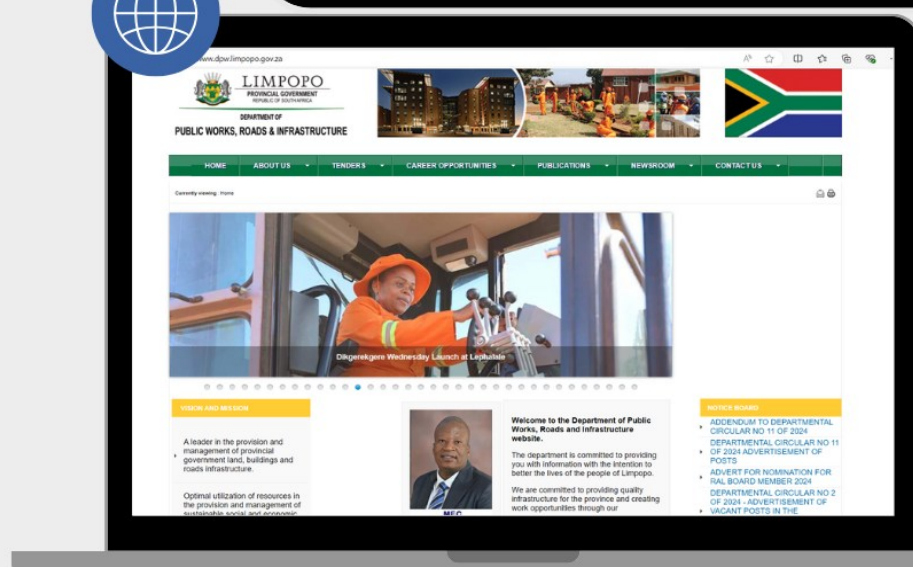 www.dpw.limpopo.gov.za
LIMPOPO
PROVINCIAL GOVERNMENT
REPUBLIC OF SOUTH AFRICA
DEPARTMENT OF
PUBLIC WORKS, ROADS & INFRASTRUCTURE
HOME ABOUT US TENDERS CAREER OPPORTUNITIES PUBLICATIONS NEWSROOM CONTACT US
Currently viewing : Home
Dikgerekgere Wednesday Launch at Lephalale
VISION AND MISSION
A leader in the provision and
management of provincial
government land, buildings and
roads infrastructure.
Optimal utilization of resources in
the provision and management of
sustainable social and economic
MEC
Welcome to the Department of Public
Works, Roads and Infrastructure
website.
The department is committed to providing
you with information with the intention to
better the lives of the people of Limpopo.
We are committed to providing quality
infrastructure for the province and creating
work opportunities through our
NOTICE BOARD
ADDENDUM TO DEPARTMENTAL
CIRCULAR NO 11 OF 2024
DEPARTMENTAL CIRCULAR NO 11
OF 2024 ADVERTISEMENT OF
POSTS
ADVERT FOR NOMINATION FOR
RAL BOARD MEMBER 2024
DEPARTMENTAL CIRCULAR NO 2
OF 2024 - ADVERTISEMENT OF
VACANT POSTS IN THE